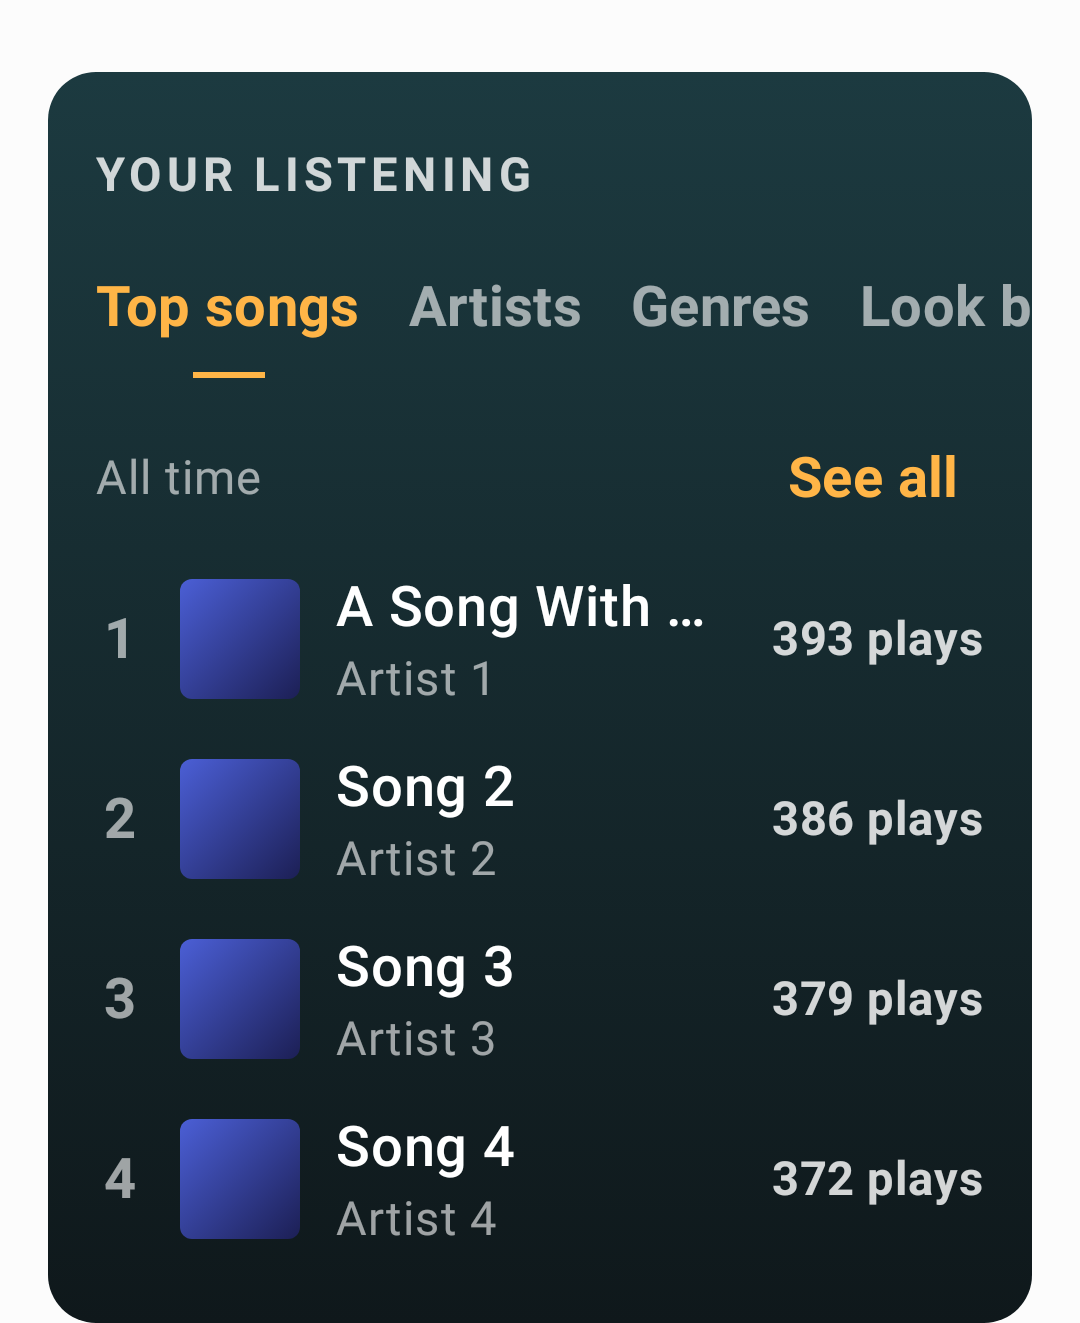 YOUR LISTENING
Top songs Artists Genres Look b
All time See all
1 A Song With … 393 plays
Artist 1
2 Song 2 386 plays
Artist 2
3 Song 3 379 plays
Artist 3
4 Song 4 372 plays
Artist 4